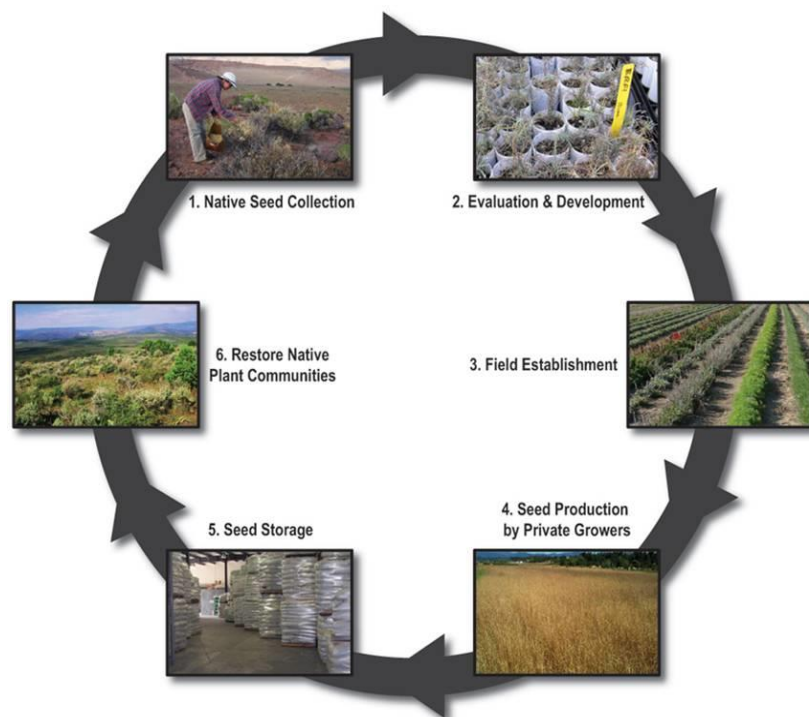 1. Native Seed Collection
2. Evaluation & Development
3. Field Establishment
4. Seed Production
by Private Growers
5. Seed Storage
6. Restore Native
Plant Communities